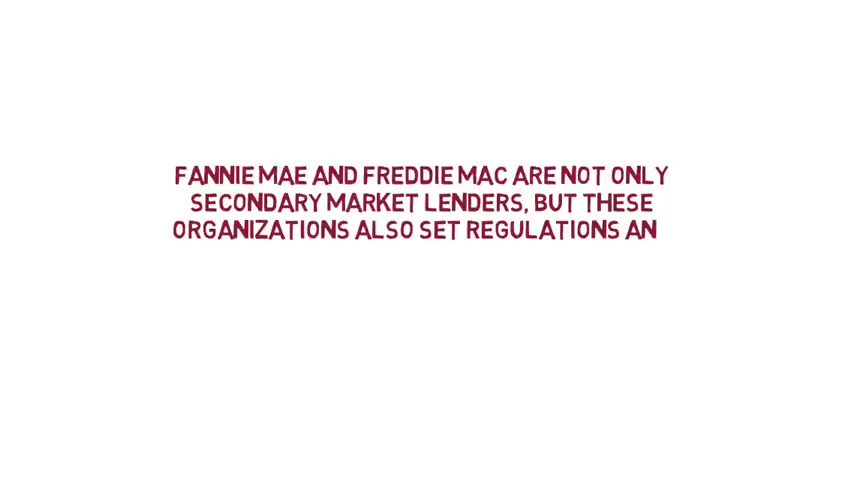 FANNIE MAE AND FREDDIE MAC ARE NOT ONLY
SECONDARY MARKET LENDERS, BUT THESE
ORGANIZATIONS ALSO SET REGULATIONS AN